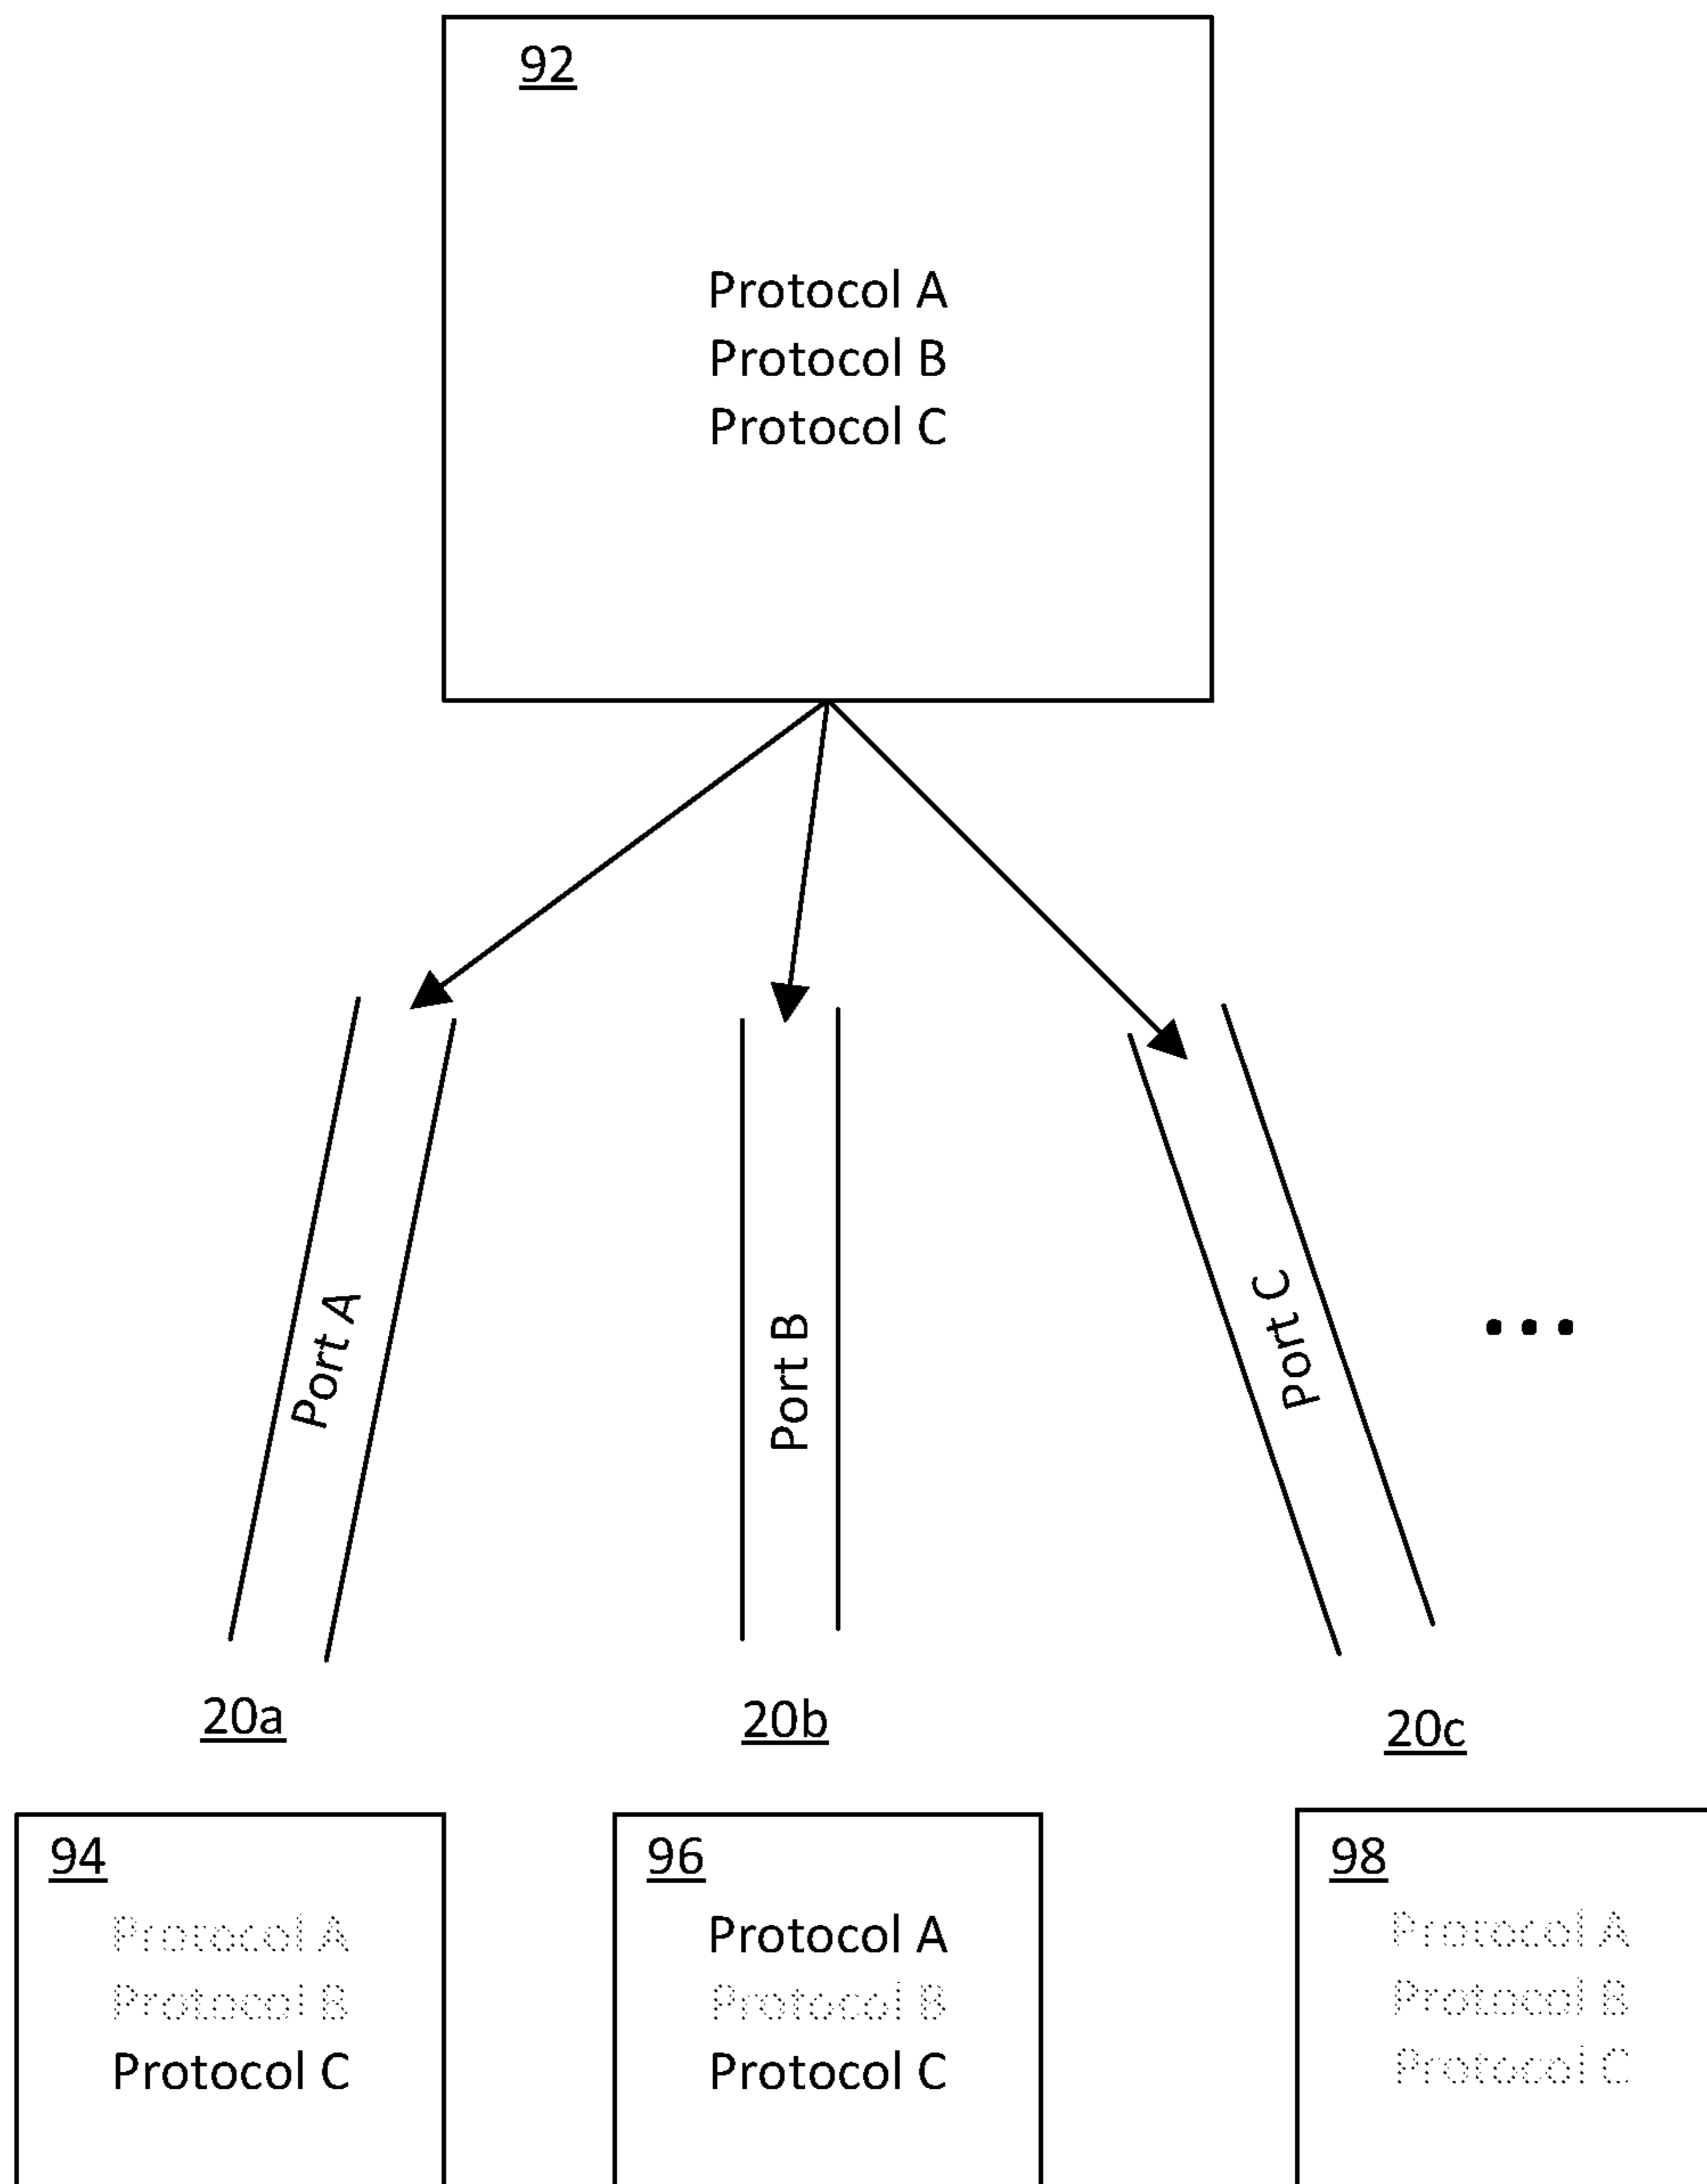 92
Protocol A
Protocol B
Protocol C
Port A
Port B
Port C
...
20a
20b
20c
94
Protocol A
Protocol B
Protocol C
96
Protocol A
Protocol B
Protocol C
98
Protocol A
Protocol B
Protocol C